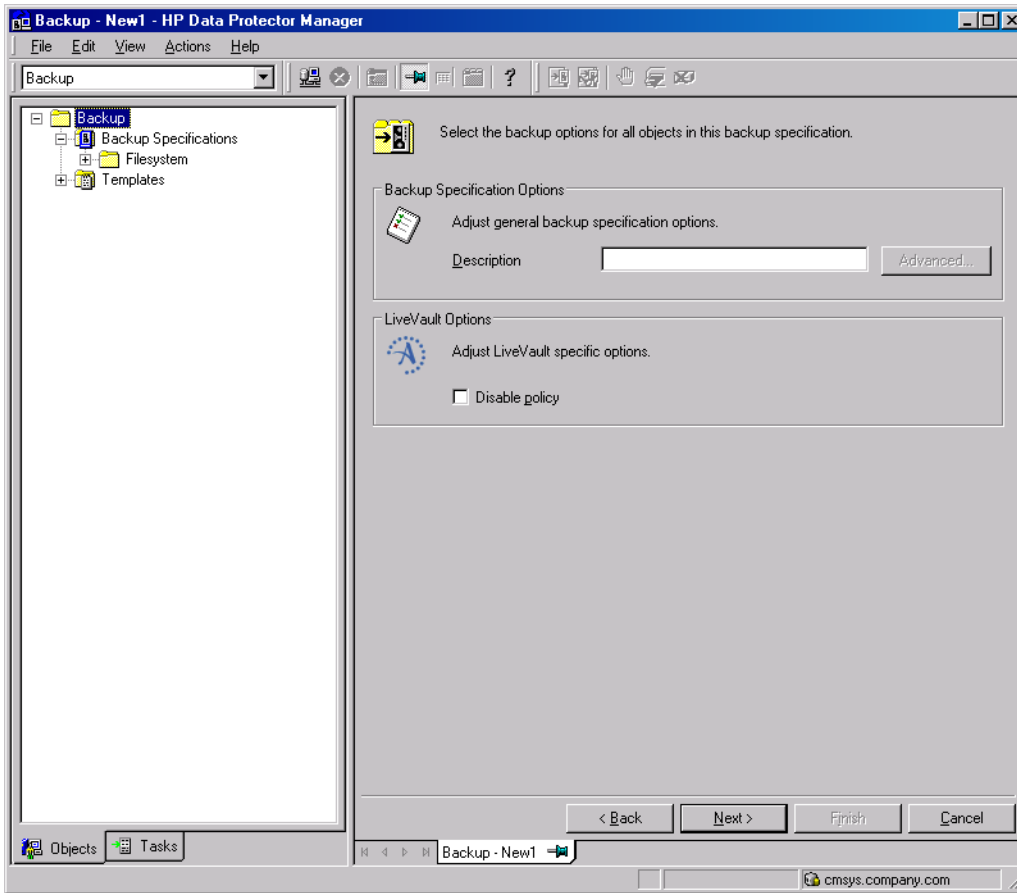 Backup - New1 - HP Data Protector Manager
File Edit View Actions Help
Backup
Backup
Backup Specifications
Filesystem
Templates
Select the backup options for all objects in this backup specification.
Backup Specification Options
Adjust general backup specification options.
Description
Advanced...
LiveVault Options
Adjust LiveVault specific options.
Disable policy
< Back Next > Finish Cancel
Objects Tasks
Backup - New1
cmsys.company.com